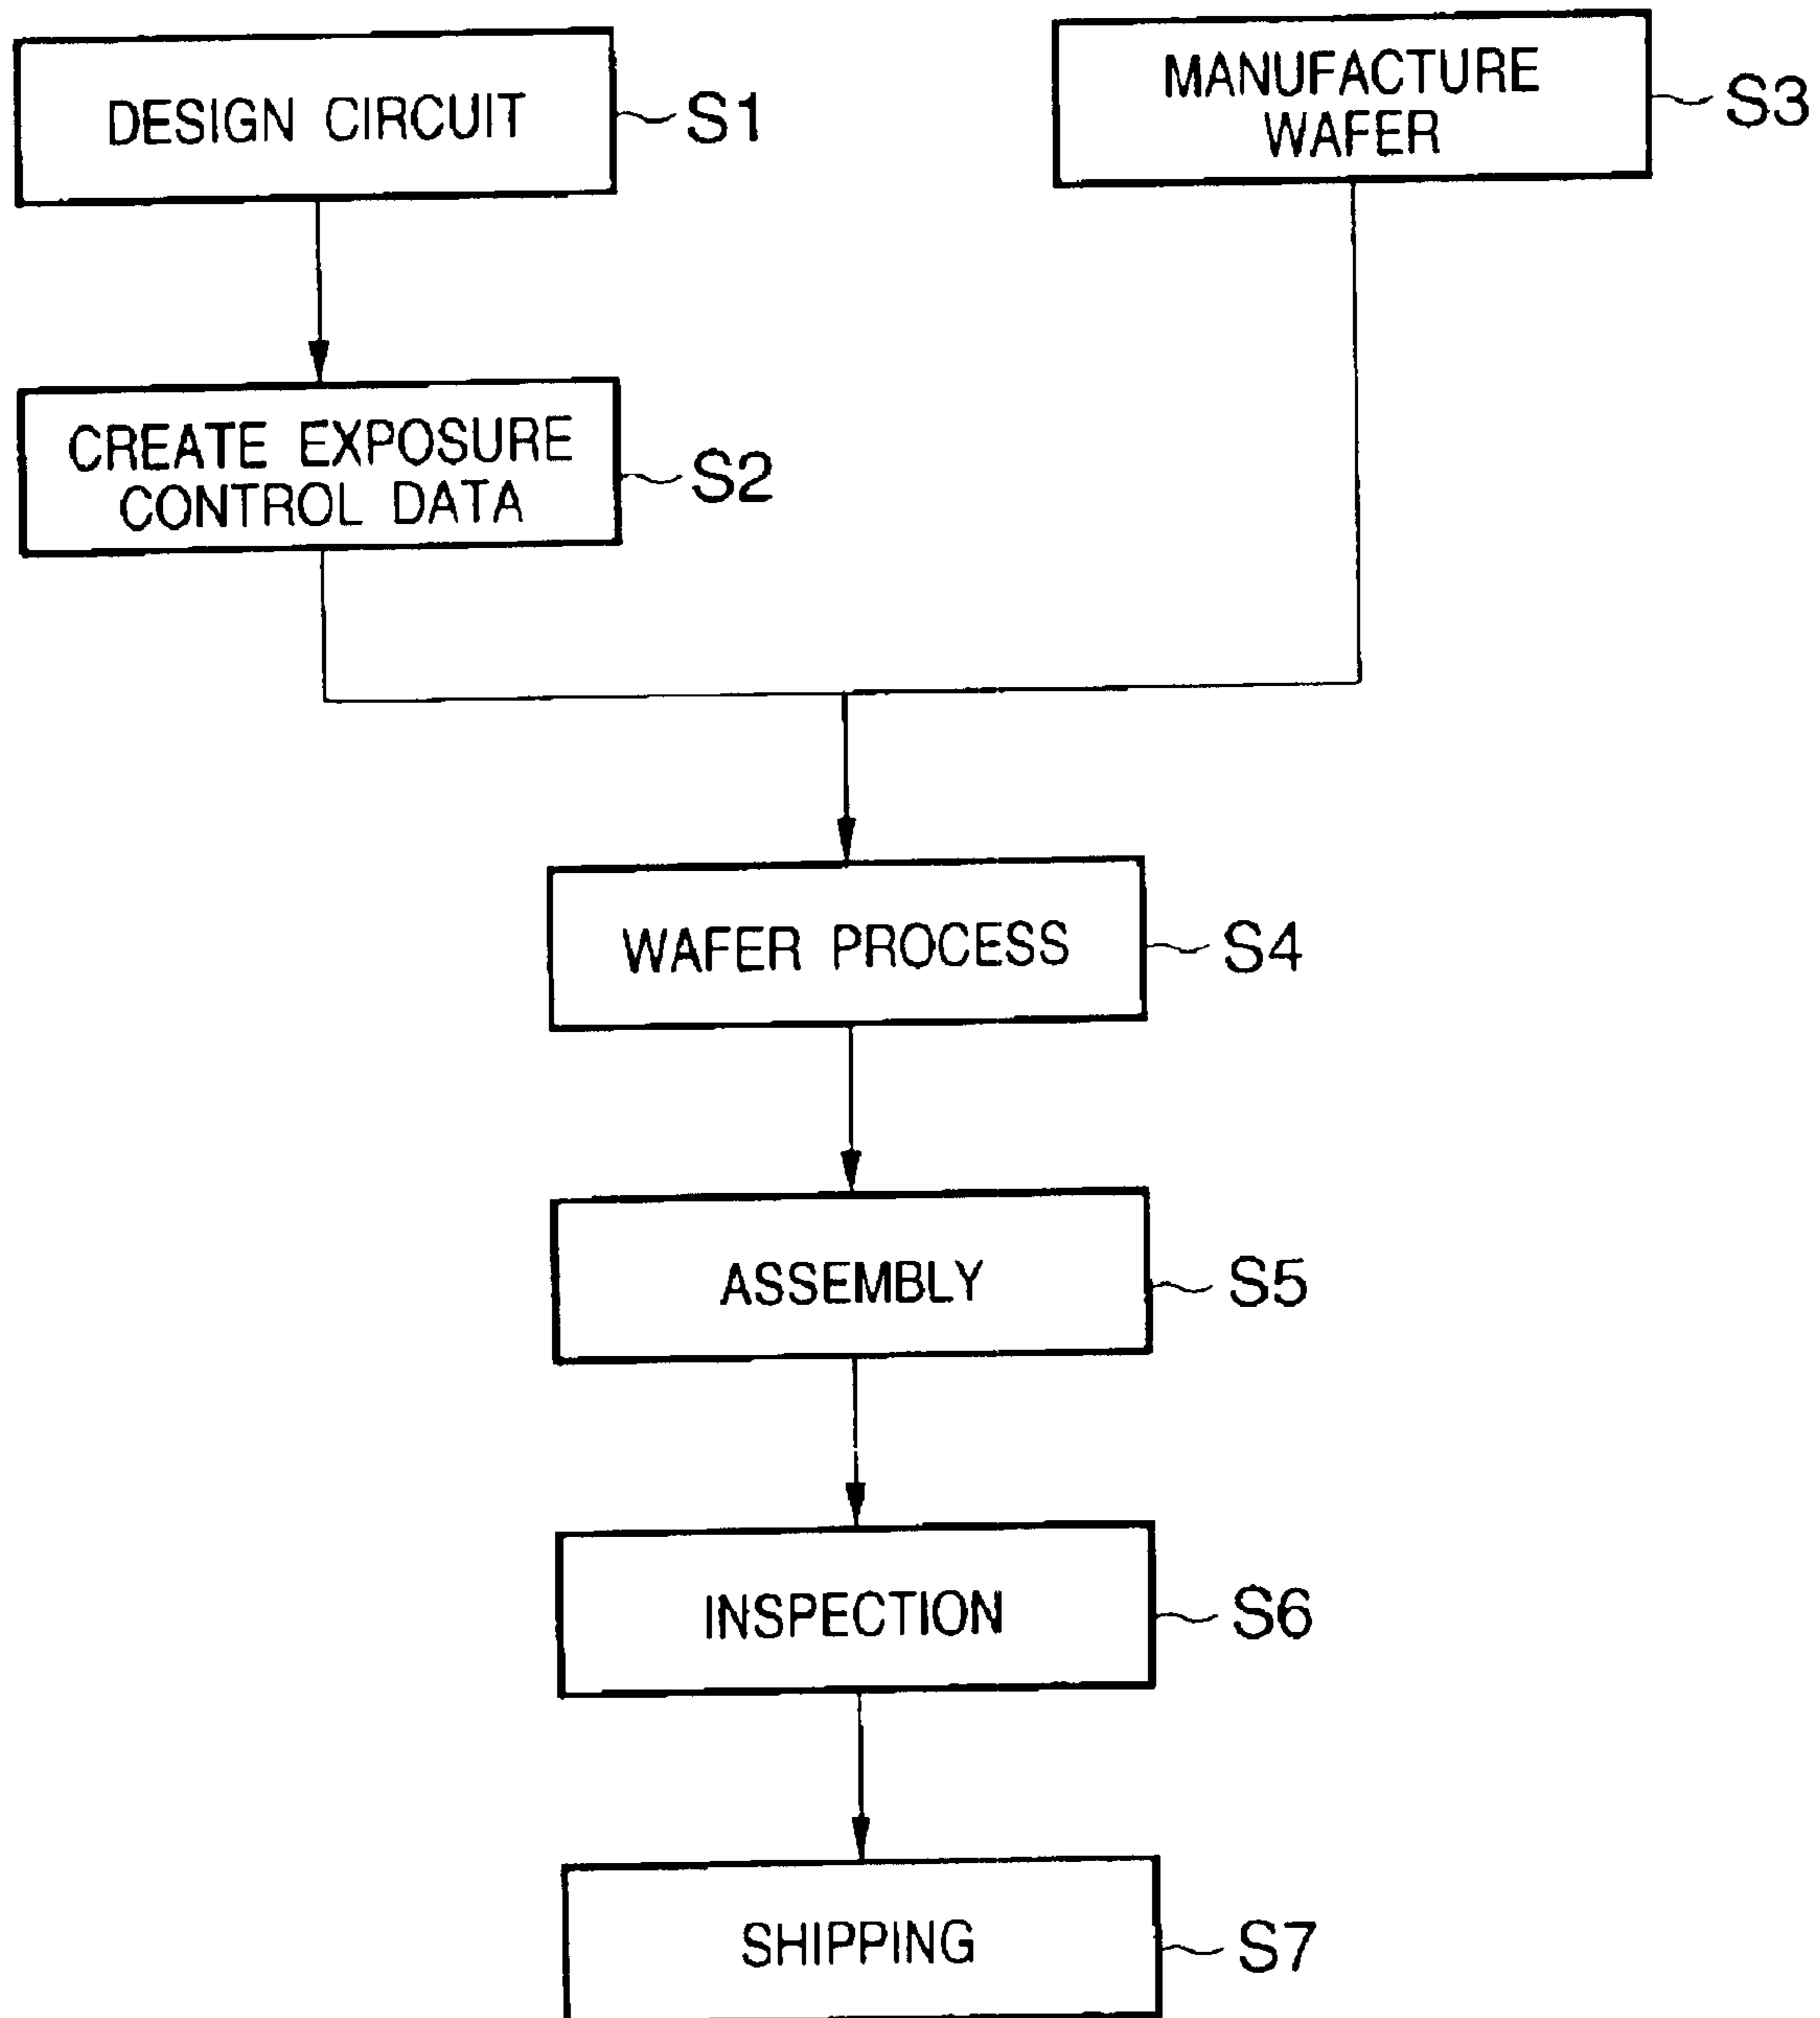 DESIGN CIRCUIT
S1
MANUFACTURE
WAFER
S3
CREATE EXPOSURE
CONTROL DATA
S2
WAFER PROCESS
S4
ASSEMBLY
S5
INSPECTION
S6
SHIPPING
S7